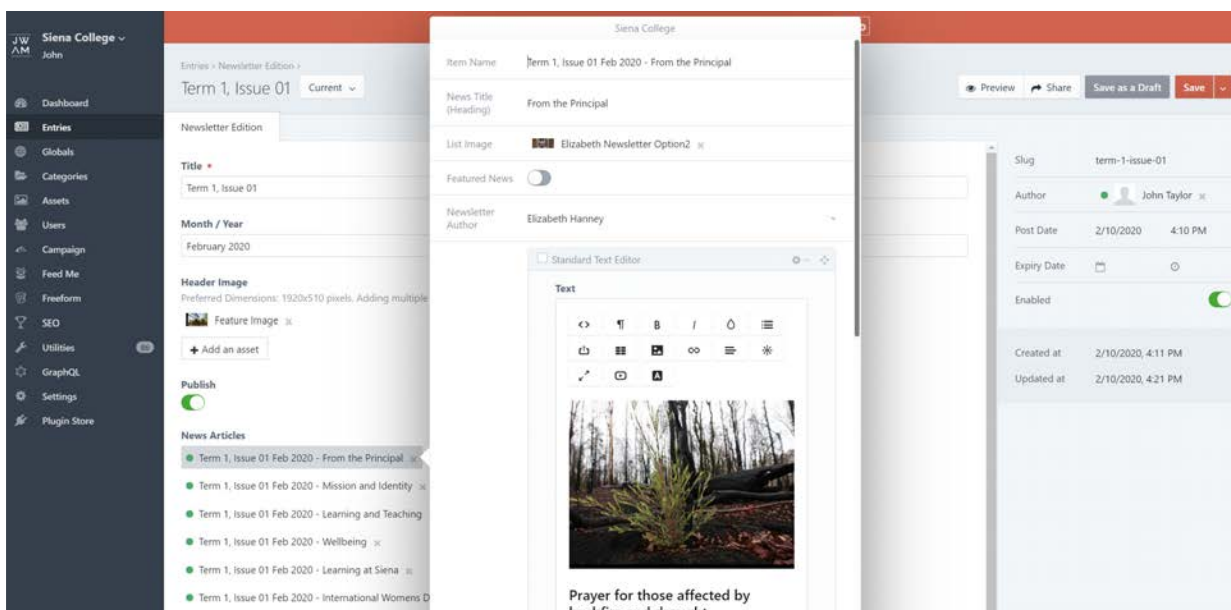 JW
AM
Siena College
John
Dashboard
Entries
Globals
Categories
Assets
Users
Campaign
Feed Me
Freeform
SEO
Utilities
GraphQL
Settings
Plugin Store
Entries › Newsletter Edition ›
Term 1, Issue 01
Current
Preview
Share
Save as a Draft
Save
Newsletter Edition
Title *
Term 1, Issue 01
Month / Year
February 2020
Header Image
Preferred Dimensions: 1920x510 pixels. Adding multiple
Feature Image
+ Add an asset
Publish
News Articles
Term 1, Issue 01 Feb 2020 - From the Principal
Term 1, Issue 01 Feb 2020 - Mission and Identity
Term 1, Issue 01 Feb 2020 - Learning and Teaching
Term 1, Issue 01 Feb 2020 - Wellbeing
Term 1, Issue 01 Feb 2020 - Learning at Siena
Term 1, Issue 01 Feb 2020 - International Womens D
Siena College
Item Name
Term 1, Issue 01 Feb 2020 - From the Principal
News Title
(Heading)
From the Principal
List Image
Elizabeth Newsletter Option2
Featured News
Newsletter
Author
Elizabeth Hanney
Standard Text Editor
Text
Prayer for those affected by
Slug
term-1-issue-01
Author
John Taylor
Post Date
2/10/2020
4:10 PM
Expiry Date
Enabled
Created at
2/10/2020, 4:11 PM
Updated at
2/10/2020, 4:21 PM